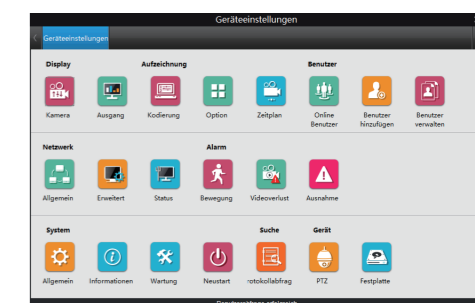 Geräteeinstellungen
Geräteeinstellungen
Display Aufzeichnung Benutzer
Kamera Ausgang Kodierung Option Zeitplan Online Benutzer Benutzer hinzufügen Benutzer verwalten
Netzwerk Alarm
Allgemein Erweitert Status Bewegung Videoverlust Ausnahme
System Suche Gerät
Allgemein Informationen Wartung Neustart rotokollabfrag PTZ Festplatte